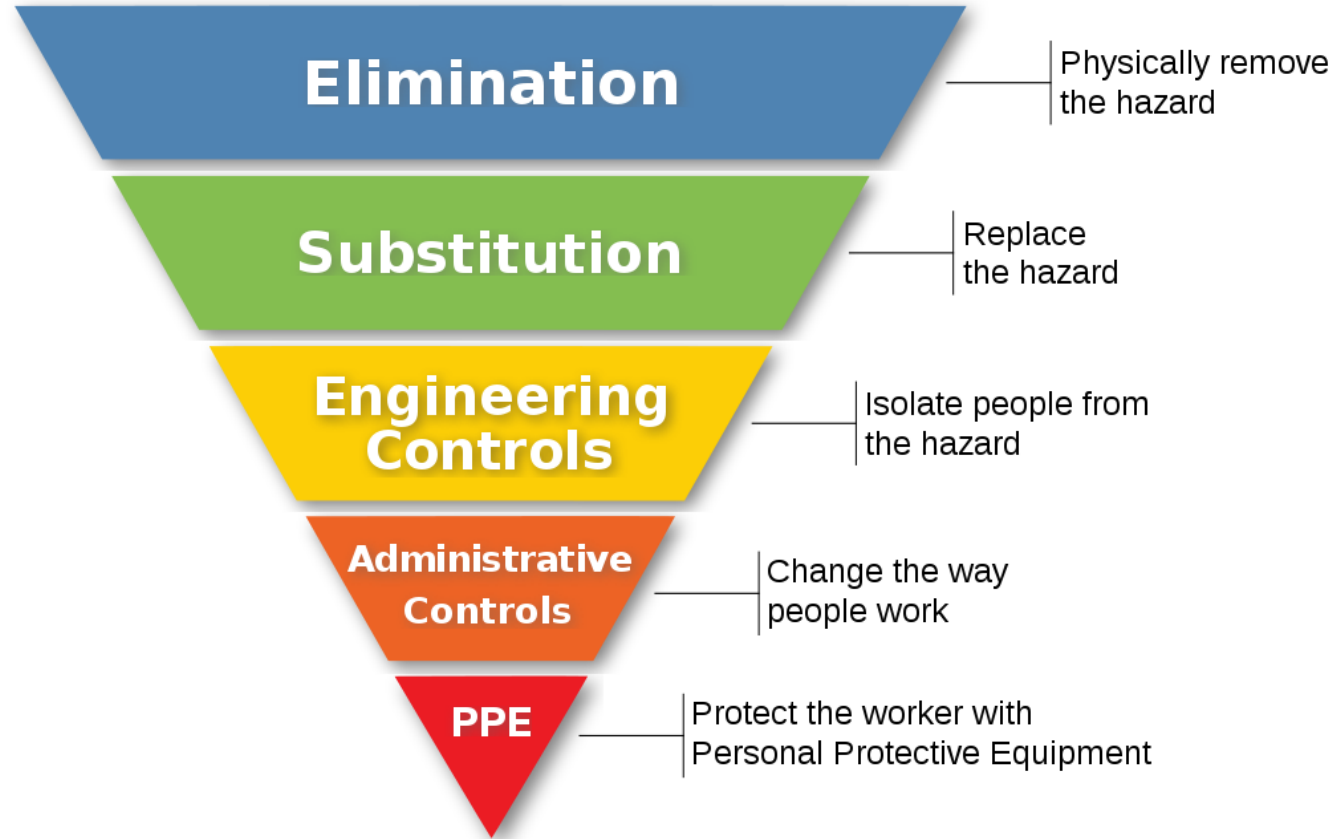 Elimination
Physically remove
the hazard
Substitution
Replace
the hazard
Engineering
Controls
Isolate people from
the hazard
Administrative
Controls
Change the way
people work
PPE
Protect the worker with
Personal Protective Equipment